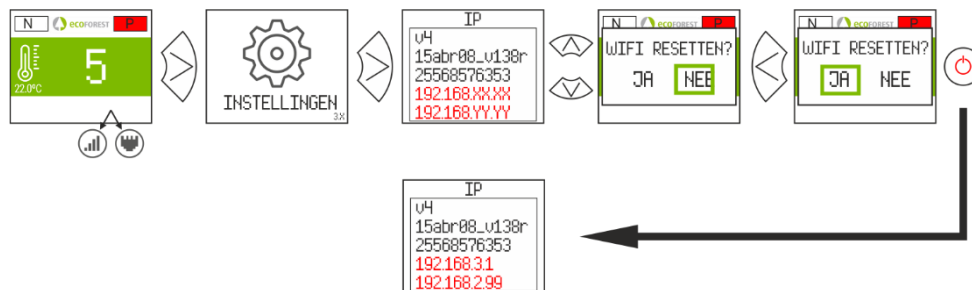 N ecoFOREST P
5
22.0ºC
INSTELLINGEN
3.X
IP
v4
15abr08_v138r
25568576353
192.168.XX.XX
192.168.YY.YY
N ecoFOREST P
WIFI RESETTEN?
JA NEE
N ecoFOREST P
WIFI RESETTEN?
JA NEE
IP
v4
15abr08_v138r
25568576353
192.168.3.1
192.168.2.99